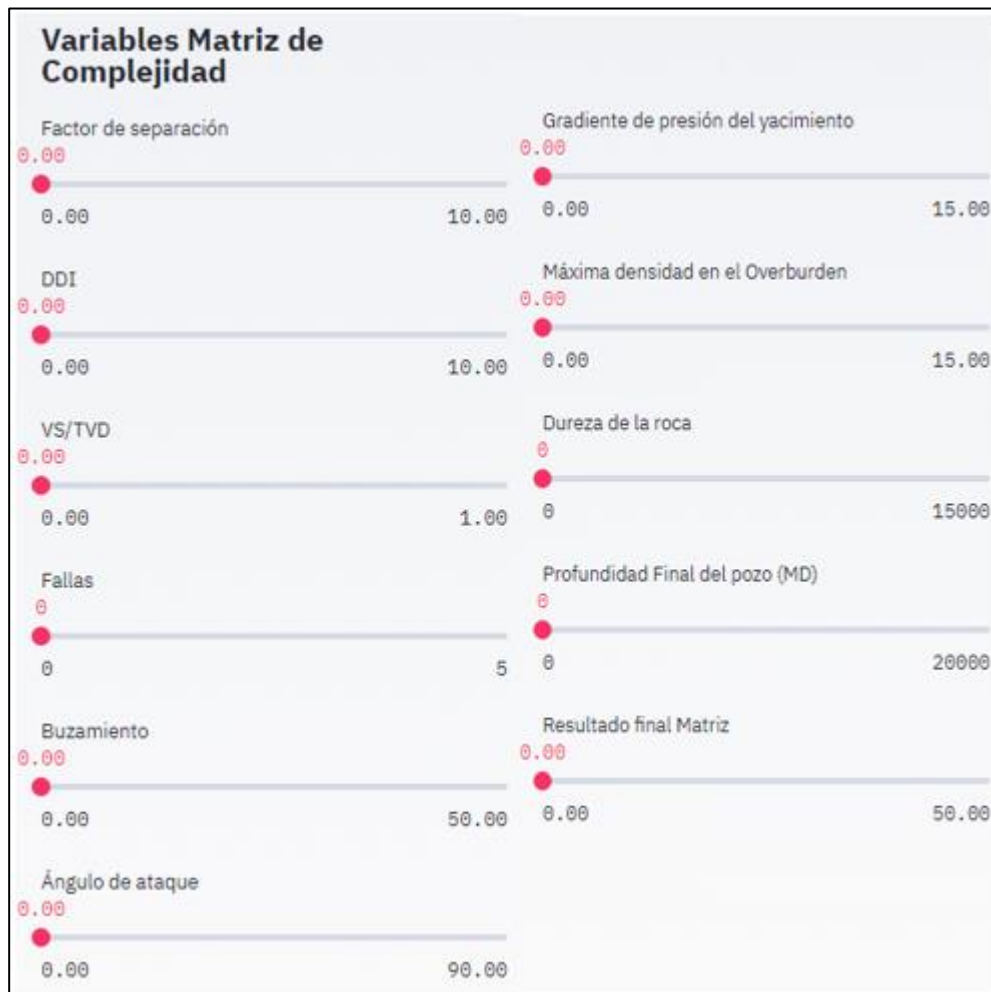 Variables Matriz de
Complejidad
Factor de separación
0.00
0.00 10.00
DDI
0.00
0.00 10.00
VS/TVD
0.00
0.00 1.00
Fallas
0
0 5
Buzamiento
0.00
0.00 50.00
Ángulo de ataque
0.00
0.00 90.00
Gradiente de presión del yacimiento
0.00
0.00 15.00
Máxima densidad en el Overburden
0.00
0.00 15.00
Dureza de la roca
0
0 15000
Profundidad Final del pozo (MD)
0
0 20000
Resultado final Matriz
0.00
0.00 50.00